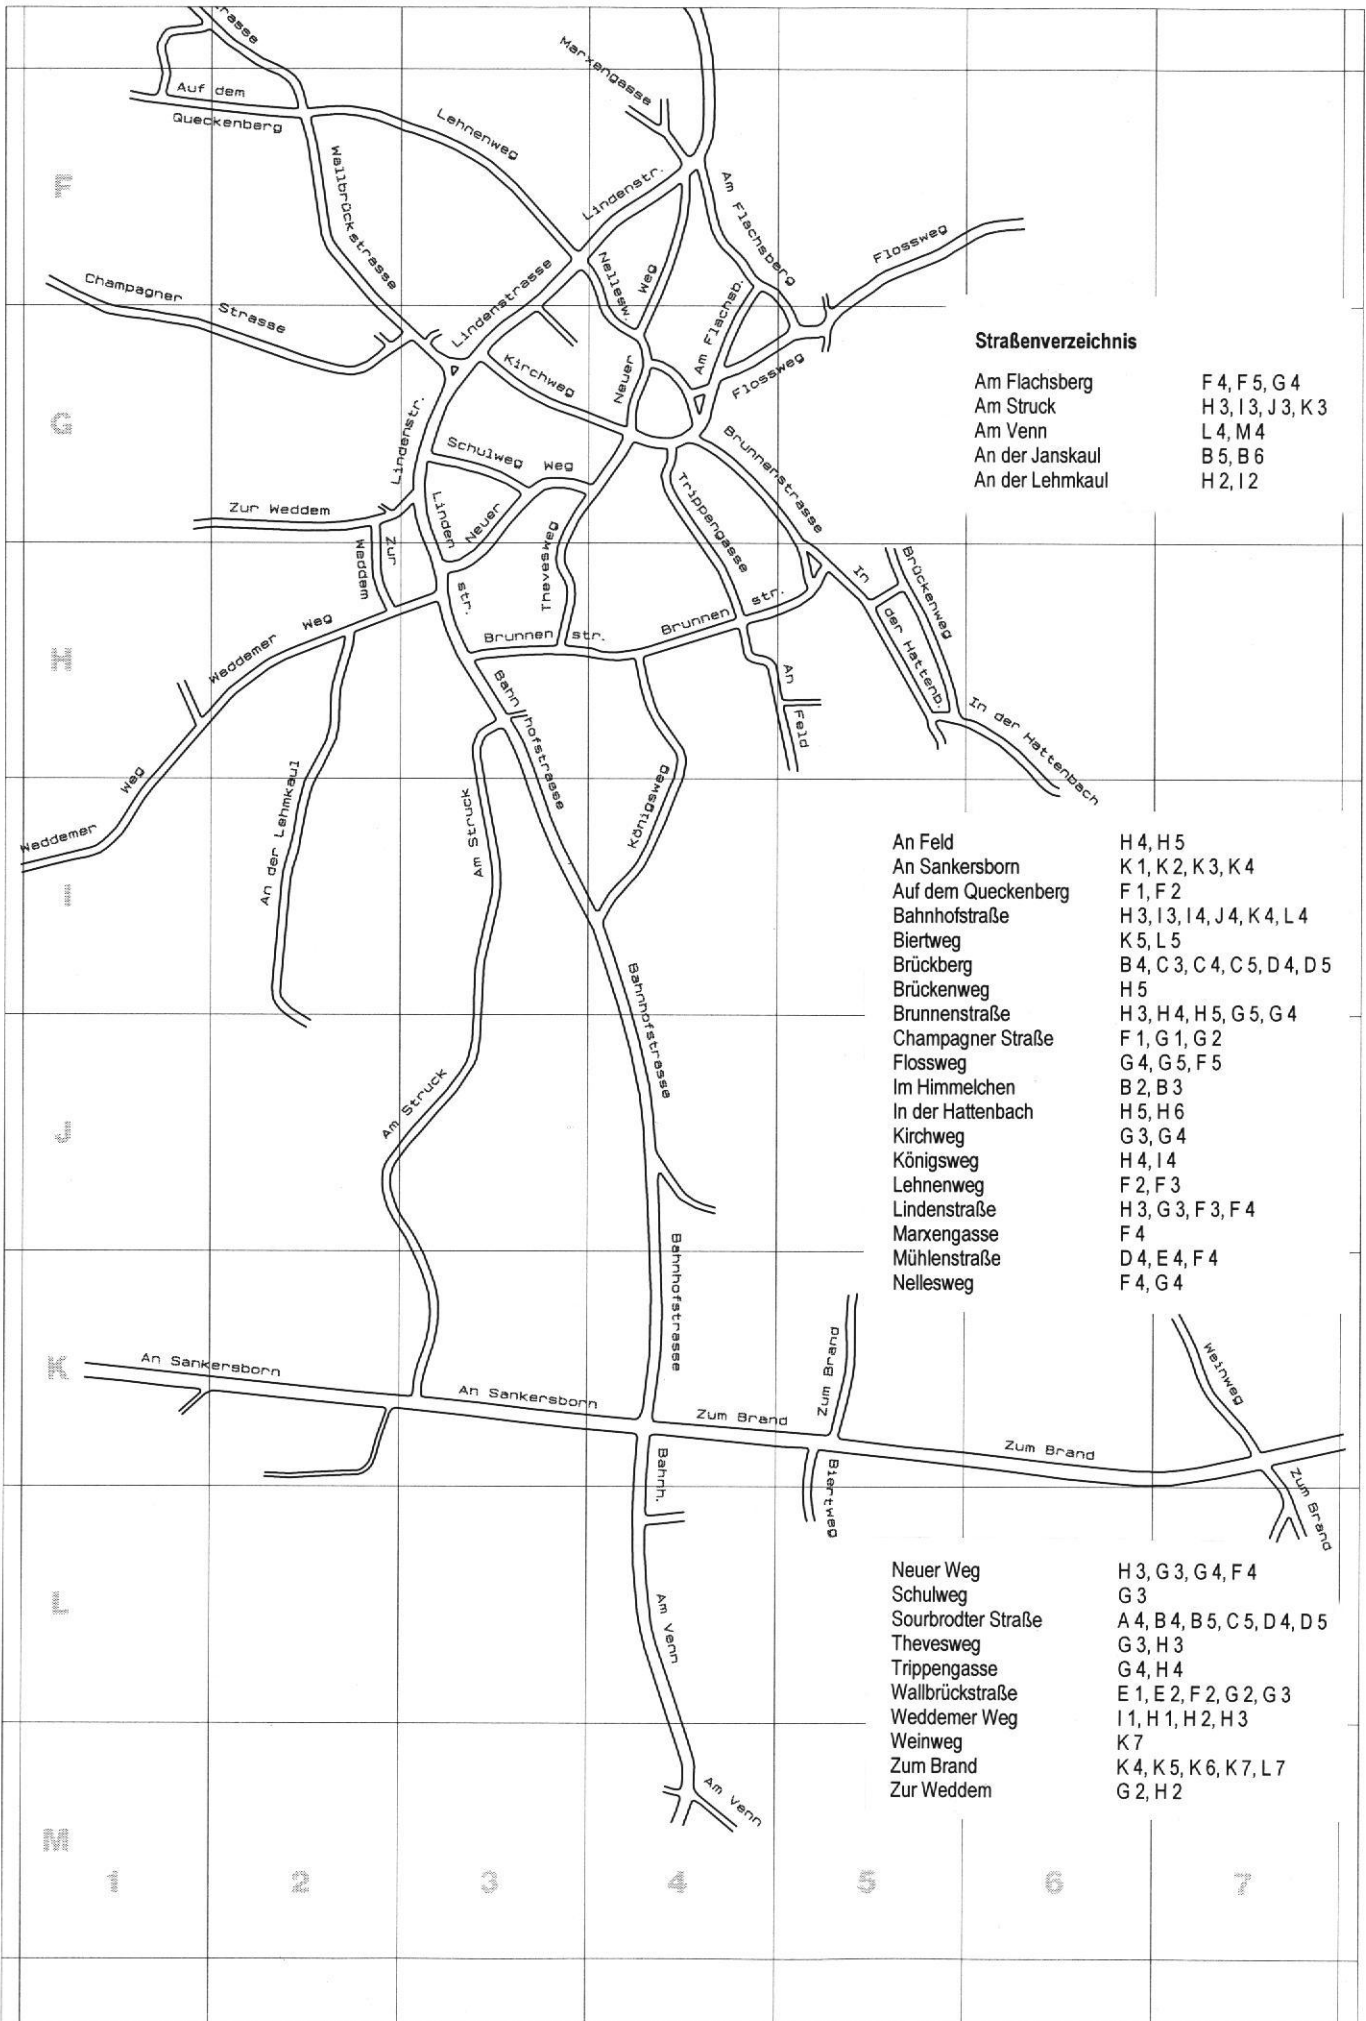 rasse
Marxengasse
Auf dem
Queckenberg
Lehnenweg
Wallbrückstrasse
Lindenstr.
Am Flachsberg
F
Flossweg
Champagner
Strasse
Lindenstrasse
Nellesw.
Weg
Am Flachsb.
Kirchweg
Neuer
Flossweg
G
Lindenstr.
Schulweg
Weg
Brunnenstrasse
Trippengasse
Zur Weddem
Linden
Neuer
Zur
Weddem
str.
Thevesweg
In
Brückenweg
der Hattenb.
Weddemer Weg
Brunnen str.
Brunnen str.
H
An
Feld
Bahn
hofstrasse
In der Hattenbach
Weddemer Weg
An der Lehmkaul
Am Struck
Königsweg
I
Bahnhofstrasse
J
Am Struck
Bahnhofstrasse
K
An Sankersborn
An Sankersborn
Zum Brand
Zum Brand
Zum Brand
Weinweg
Bahnh.
Biertweg
Zum Brand
L
Am Venn
Am Venn
M
1 2 3 4 5 6 7
Straßenverzeichnis
Am Flachsberg F 4, F 5, G 4
Am Struck H 3, I 3, J 3, K 3
Am Venn L 4, M 4
An der Janskaul B 5, B 6
An der Lehmkaul H 2, I 2
An Feld H 4, H 5
An Sankersborn K 1, K 2, K 3, K 4
Auf dem Queckenberg F 1, F 2
Bahnhofstraße H 3, I 3, I 4, J 4, K 4, L 4
Biertweg K 5, L 5
Brückberg B 4, C 3, C 4, C 5, D 4, D 5
Brückenweg H 5
Brunnenstraße H 3, H 4, H 5, G 5, G 4
Champagner Straße F 1, G 1, G 2
Flossweg G 4, G 5, F 5
Im Himmelchen B 2, B 3
In der Hattenbach H 5, H 6
Kirchweg G 3, G 4
Königsweg H 4, I 4
Lehnenweg F 2, F 3
Lindenstraße H 3, G 3, F 3, F 4
Marxengasse F 4
Mühlenstraße D 4, E 4, F 4
Nellesweg F 4, G 4
Neuer Weg H 3, G 3, G 4, F 4
Schulweg G 3
Sourbrodter Straße A 4, B 4, B 5, C 5, D 4, D 5
Thevesweg G 3, H 3
Trippengasse G 4, H 4
Wallbrückstraße E 1, E 2, F 2, G 2, G 3
Weddemer Weg I 1, H 1, H 2, H 3
Weinweg K 7
Zum Brand K 4, K 5, K 6, K 7, L 7
Zur Weddem G 2, H 2